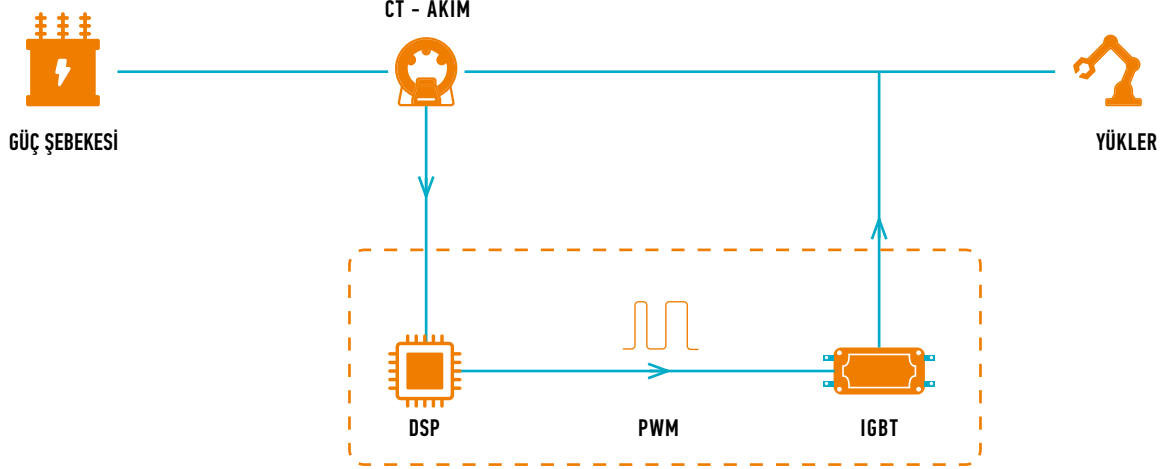 CT - AKIM
GÜÇ ŞEBEKESİ
YÜKLER
DSP
PWM
IGBT